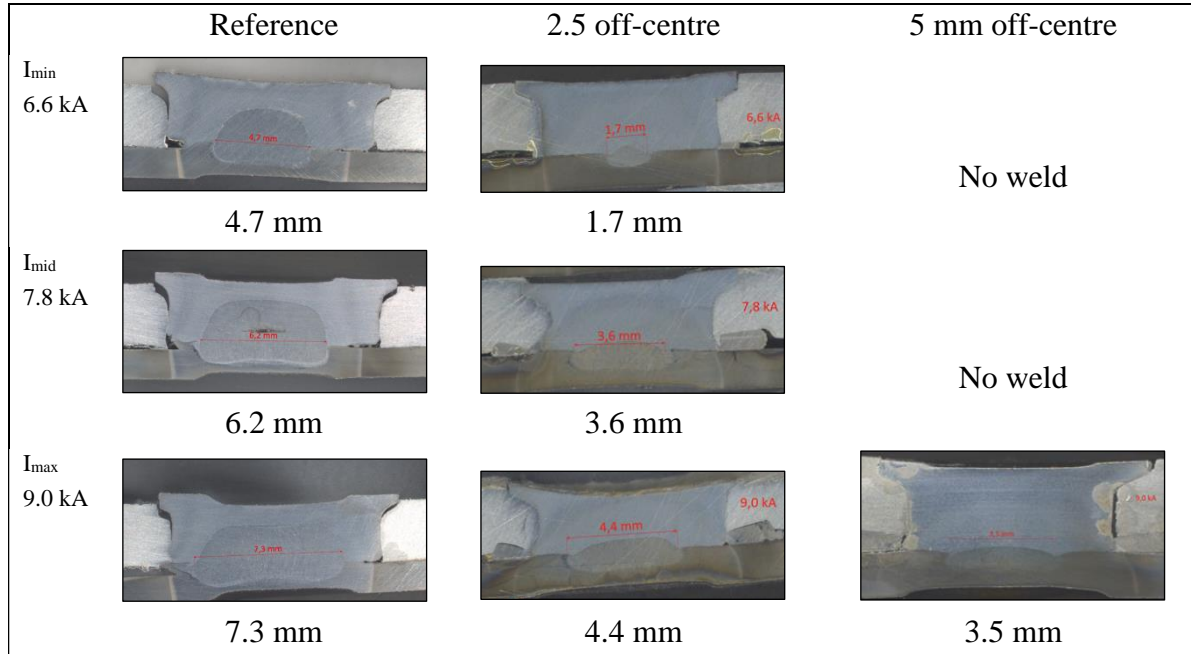 Reference 2.5 off-centre 5 mm off-centre
I_min
6.6 kA
4,7 mm
1,7 mm
6,6 kA
No weld
4.7 mm 1.7 mm
I_mid
7.8 kA
6,2 mm
3,6 mm
7,8 kA
No weld
6.2 mm 3.6 mm
I_max
9.0 kA
7,3 mm
4,4 mm
9,0 kA
3,5 mm
9,0 kA
7.3 mm 4.4 mm 3.5 mm